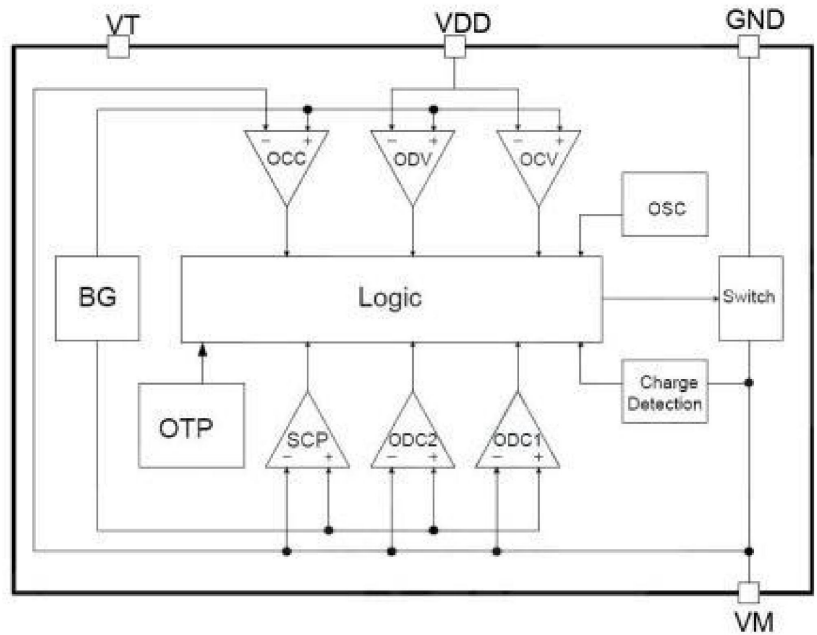 VT
VDD
GND
− +
OCC
− +
ODV
− +
OCV
OSC
BG
Logic
Switch
OTP
SCP
− +
ODC2
− +
ODC1
− +
Charge
Detection
VM